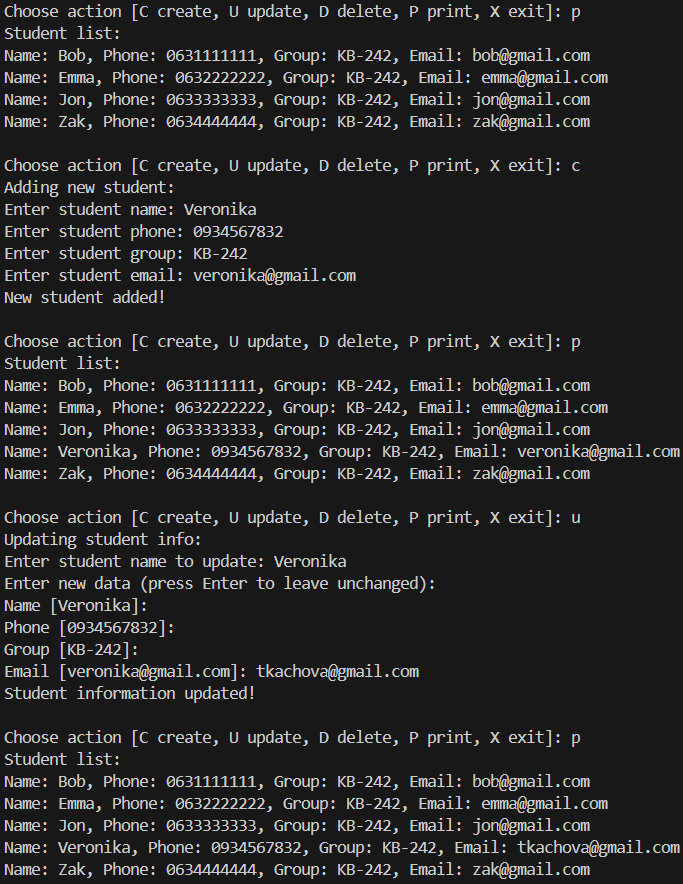 Choose action [C create, U update, D delete, P print, X exit]: p
Student list:
Name: Bob, Phone: 0631111111, Group: KB-242, Email: bob@gmail.com
Name: Emma, Phone: 0632222222, Group: KB-242, Email: emma@gmail.com
Name: Jon, Phone: 0633333333, Group: KB-242, Email: jon@gmail.com
Name: Zak, Phone: 0634444444, Group: KB-242, Email: zak@gmail.com
Choose action [C create, U update, D delete, P print, X exit]: c
Adding new student:
Enter student name: Veronika
Enter student phone: 0934567832
Enter student group: KB-242
Enter student email: veronika@gmail.com
New student added!
Choose action [C create, U update, D delete, P print, X exit]: p
Student list:
Name: Bob, Phone: 0631111111, Group: KB-242, Email: bob@gmail.com
Name: Emma, Phone: 0632222222, Group: KB-242, Email: emma@gmail.com
Name: Jon, Phone: 0633333333, Group: KB-242, Email: jon@gmail.com
Name: Veronika, Phone: 0934567832, Group: KB-242, Email: veronika@gmail.com
Name: Zak, Phone: 0634444444, Group: KB-242, Email: zak@gmail.com
Choose action [C create, U update, D delete, P print, X exit]: u
Updating student info:
Enter student name to update: Veronika
Enter new data (press Enter to leave unchanged):
Name [Veronika]:
Phone [0934567832]:
Group [KB-242]:
Email [veronika@gmail.com]: tkachova@gmail.com
Student information updated!
Choose action [C create, U update, D delete, P print, X exit]: p
Student list:
Name: Bob, Phone: 0631111111, Group: KB-242, Email: bob@gmail.com
Name: Emma, Phone: 0632222222, Group: KB-242, Email: emma@gmail.com
Name: Jon, Phone: 0633333333, Group: KB-242, Email: jon@gmail.com
Name: Veronika, Phone: 0934567832, Group: KB-242, Email: tkachova@gmail.com
Name: Zak, Phone: 0634444444, Group: KB-242, Email: zak@gmail.com